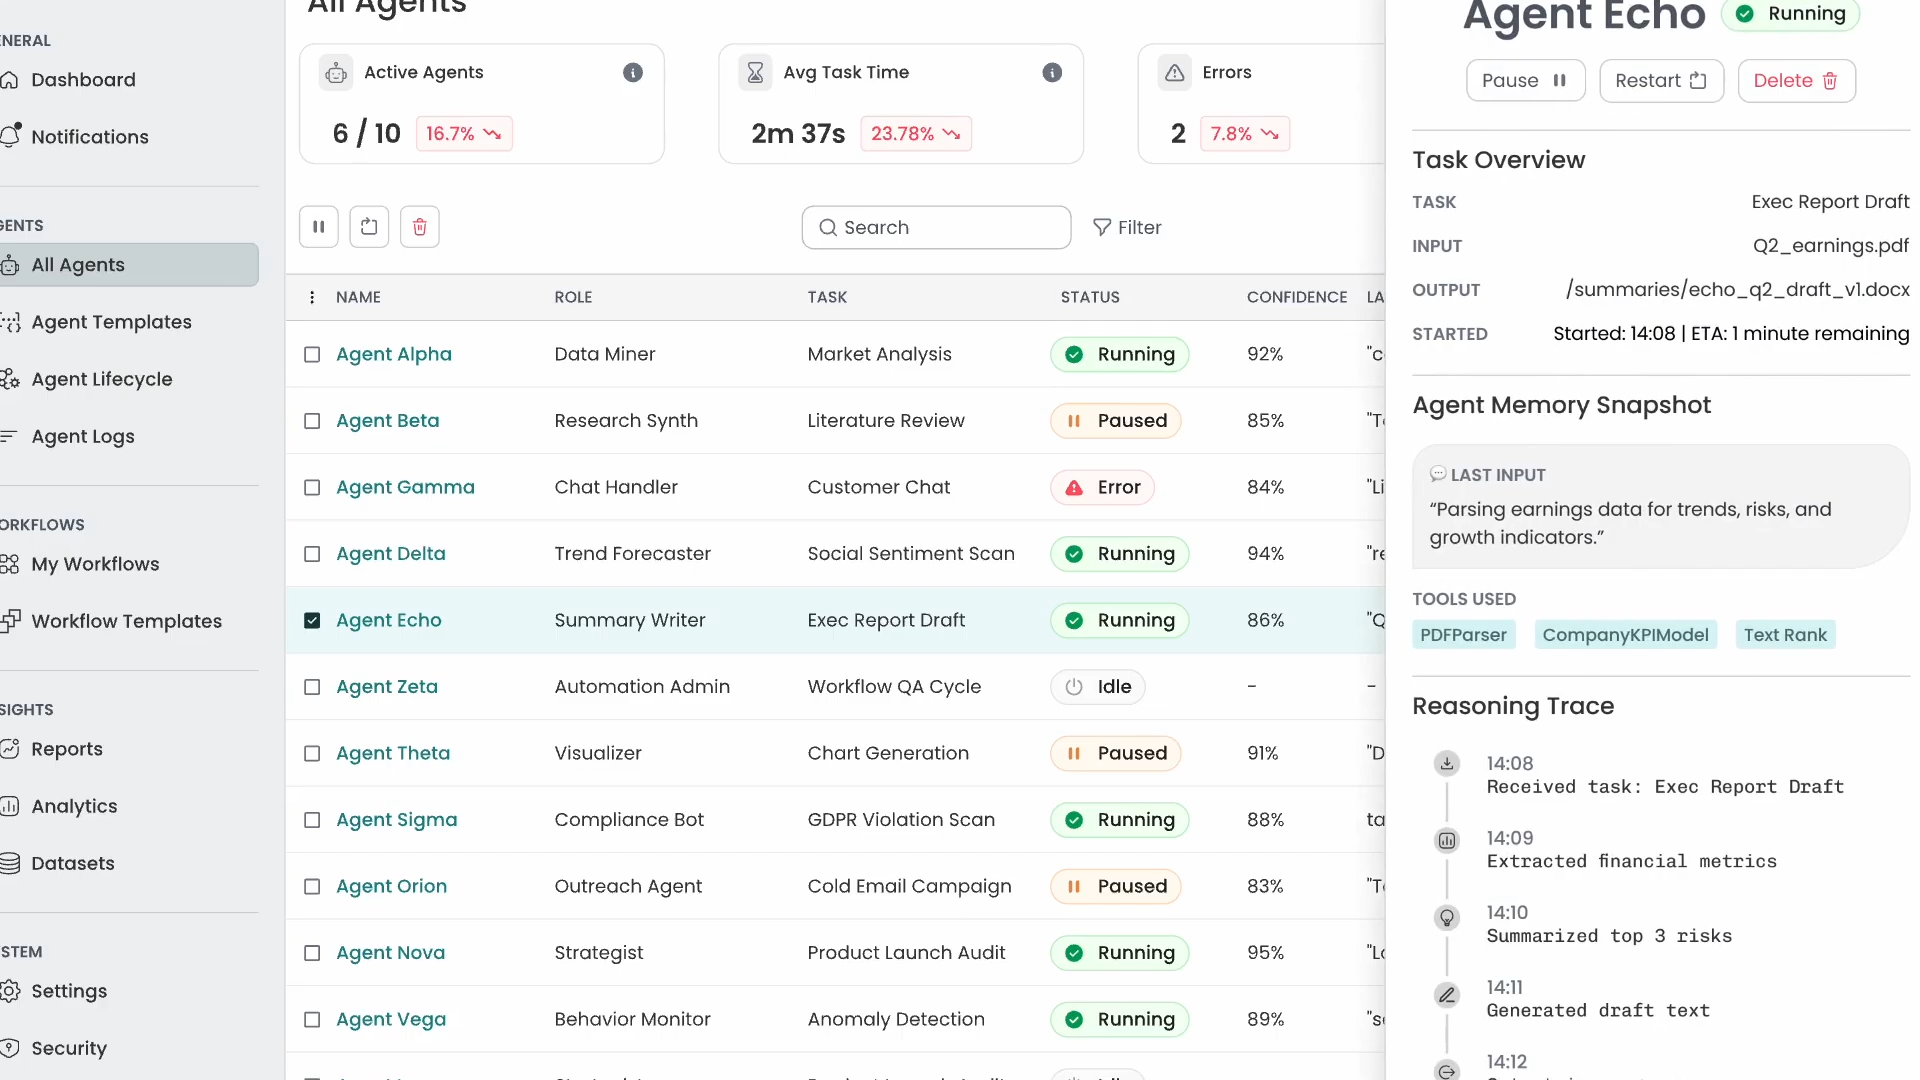 All Agents
NERAL
Dashboard
Notifications
ENTS
All Agents
Agent Templates
Agent Lifecycle
Agent Logs
ORKFLOWS
My Workflows
Workflow Templates
SIGHTS
Reports
Analytics
Datasets
STEM
Settings
Security
Active Agents
6 / 10 16.7%
Avg Task Time
2m 37s 23.78%
Errors
2 7.8%
Search
Filter
NAME ROLE TASK STATUS CONFIDENCE LA
Agent Alpha Data Miner Market Analysis Running 92% "c
Agent Beta Research Synth Literature Review Paused 85% "T
Agent Gamma Chat Handler Customer Chat Error 84% "Li
Agent Delta Trend Forecaster Social Sentiment Scan Running 94% "re
Agent Echo Summary Writer Exec Report Draft Running 86% "Q
Agent Zeta Automation Admin Workflow QA Cycle Idle - -
Agent Theta Visualizer Chart Generation Paused 91% "D
Agent Sigma Compliance Bot GDPR Violation Scan Running 88% ta
Agent Orion Outreach Agent Cold Email Campaign Paused 83% "T
Agent Nova Strategist Product Launch Audit Running 95% "Lo
Agent Vega Behavior Monitor Anomaly Detection Running 89% "se
Agent Echo Running
Pause Restart Delete
Task Overview
TASK Exec Report Draft
INPUT Q2_earnings.pdf
OUTPUT /summaries/echo_q2_draft_v1.docx
STARTED Started: 14:08 | ETA: 1 minute remaining
Agent Memory Snapshot
LAST INPUT
“Parsing earnings data for trends, risks, and
growth indicators.”
TOOLS USED
PDFParser CompanyKPIModel Text Rank
Reasoning Trace
14:08
Received task: Exec Report Draft
14:09
Extracted financial metrics
14:10
Summarized top 3 risks
14:11
Generated draft text
14:12